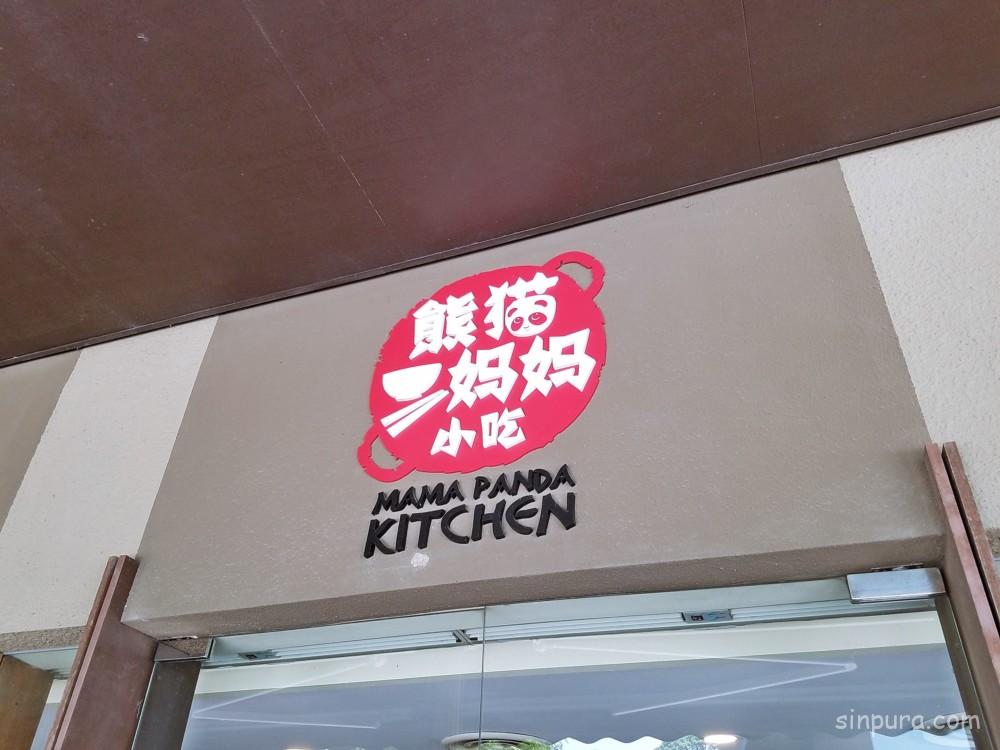 熊猫
妈妈
小吃
MAMA PANDA
KITCHEN
sinpura.com